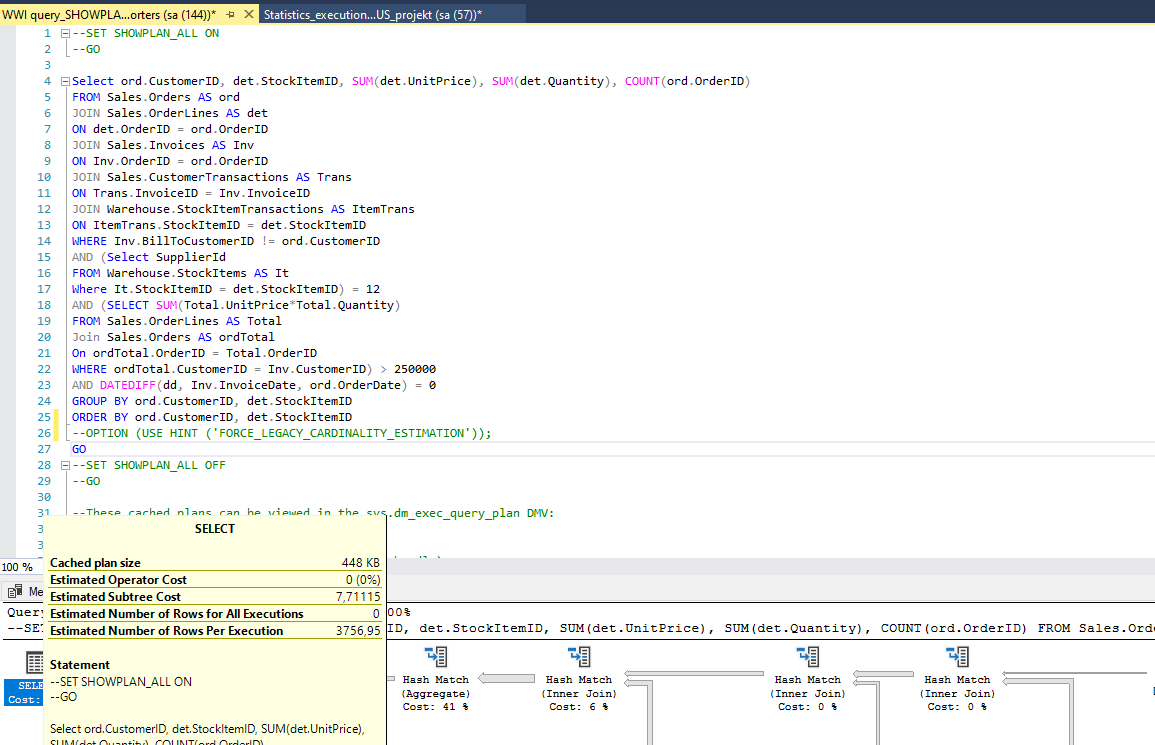 WWI query_SHOWPLA...orters (sa (144))* Statistics_execution...US_projekt (sa (57))*
1 --SET SHOWPLAN_ALL ON
2 --GO
3
4 Select ord.CustomerID, det.StockItemID, SUM(det.UnitPrice), SUM(det.Quantity), COUNT(ord.OrderID)
5 FROM Sales.Orders AS ord
6 JOIN Sales.OrderLines AS det
7 ON det.OrderID = ord.OrderID
8 JOIN Sales.Invoices AS Inv
9 ON Inv.OrderID = ord.OrderID
10 JOIN Sales.CustomerTransactions AS Trans
11 ON Trans.InvoiceID = Inv.InvoiceID
12 JOIN Warehouse.StockItemTransactions AS ItemTrans
13 ON ItemTrans.StockItemID = det.StockItemID
14 WHERE Inv.BillToCustomerID != ord.CustomerID
15 AND (Select SupplierId
16 FROM Warehouse.StockItems AS It
17 Where It.StockItemID = det.StockItemID) = 12
18 AND (SELECT SUM(Total.UnitPrice*Total.Quantity)
19 FROM Sales.OrderLines AS Total
20 Join Sales.Orders AS ordTotal
21 On ordTotal.OrderID = Total.OrderID
22 WHERE ordTotal.CustomerID = Inv.CustomerID) > 250000
23 AND DATEDIFF(dd, Inv.InvoiceDate, ord.OrderDate) = 0
24 GROUP BY ord.CustomerID, det.StockItemID
25 ORDER BY ord.CustomerID, det.StockItemID
26 --OPTION (USE HINT ('FORCE_LEGACY_CARDINALITY_ESTIMATION'));
27 GO
28 --SET SHOWPLAN_ALL OFF
29 --GO
30
31 --These cached plans can be viewed in the sys.dm_exec_query_plan DMV:
SELECT
Cached plan size 448 KB
Estimated Operator Cost 0 (0%)
Estimated Subtree Cost 7,71115
Estimated Number of Rows for All Executions 0
Estimated Number of Rows Per Execution 3756,95
Statement
--SET SHOWPLAN_ALL ON
--GO
Select ord.CustomerID, det.StockItemID, SUM(det.UnitPrice),
SUM(det.Quantity), COUNT(ord.OrderID)
100 %
Me
Query 00%
--SE ID, det.StockItemID, SUM(det.UnitPrice), SUM(det.Quantity), COUNT(ord.OrderID) FROM Sales.Orde
SELE
Cost:
Hash Match
(Aggregate)
Cost: 41 %
Hash Match
(Inner Join)
Cost: 6 %
Hash Match
(Inner Join)
Cost: 0 %
Hash Match
(Inner Join)
Cost: 0 %